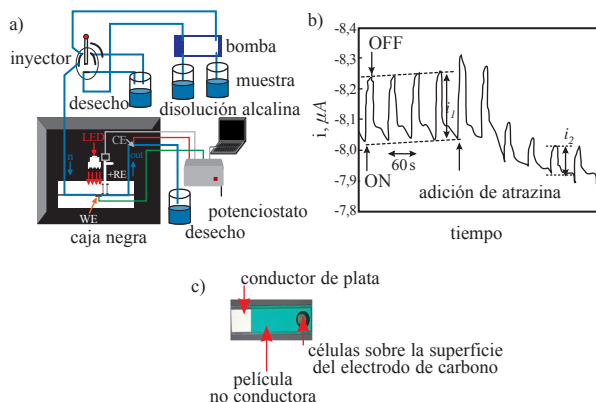 a)
inyector
bomba
desecho
muestra
disolución alcalina
LED
CE
in
out
+RE
WE
potenciostato
caja negra
desecho
b)
-8,4
-8,3
-8,2
-8,1
-8,0
-7,9
-7,8
i, µA
OFF
i1
i2
60 s
ON
adición de atrazina
tiempo
c)
conductor de plata
células sobre la superficie
del electrodo de carbono
película
no conductora